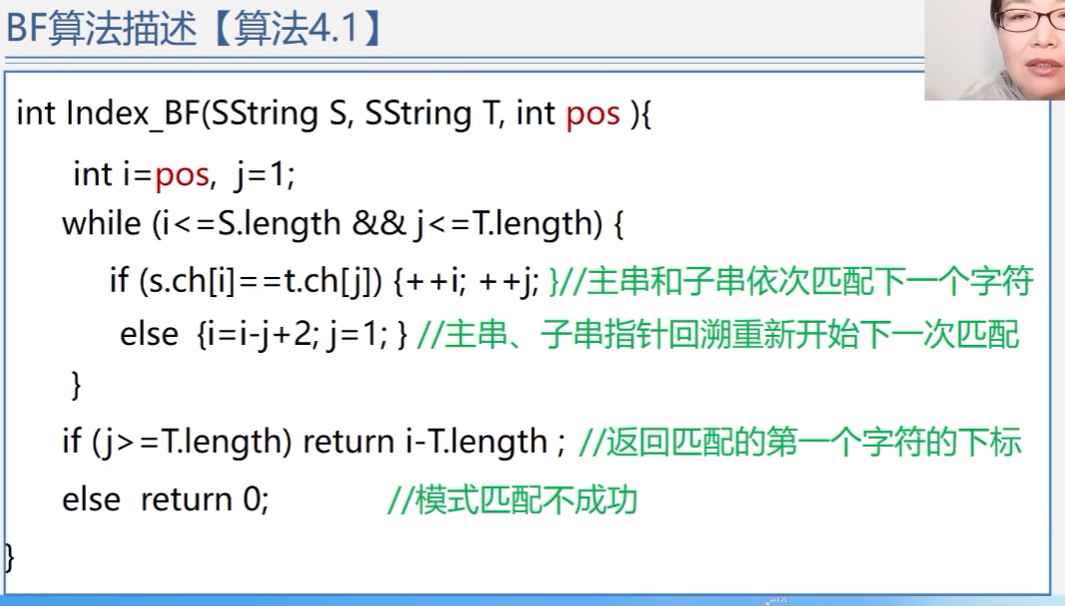 BF算法描述【算法4.1】
int Index_BF(SString S, SString T, int pos ){
int i=pos, j=1;
while (i<=S.length && j<=T.length) {
if (s.ch[i]==t.ch[j]) {++i; ++j; }//主串和子串依次匹配下一个字符
else {i=i-j+2; j=1; } //主串、子串指针回溯重新开始下一次匹配
}
if (j>=T.length) return i-T.length ; //返回匹配的第一个字符的下标
else return 0; //模式匹配不成功
}